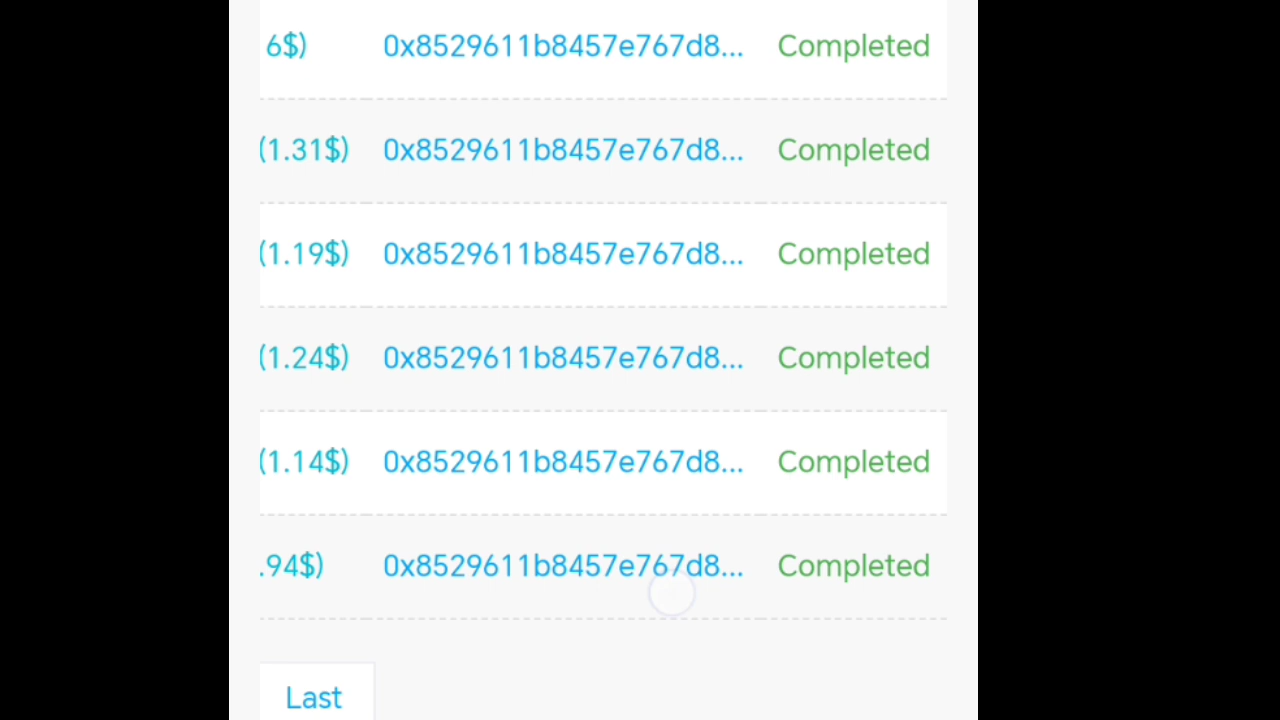 6$) 0x8529611b8457e767d8... Completed
(1.31$) 0x8529611b8457e767d8... Completed
(1.19$) 0x8529611b8457e767d8... Completed
(1.24$) 0x8529611b8457e767d8... Completed
(1.14$) 0x8529611b8457e767d8... Completed
.94$) 0x8529611b8457e767d8... Completed
Last